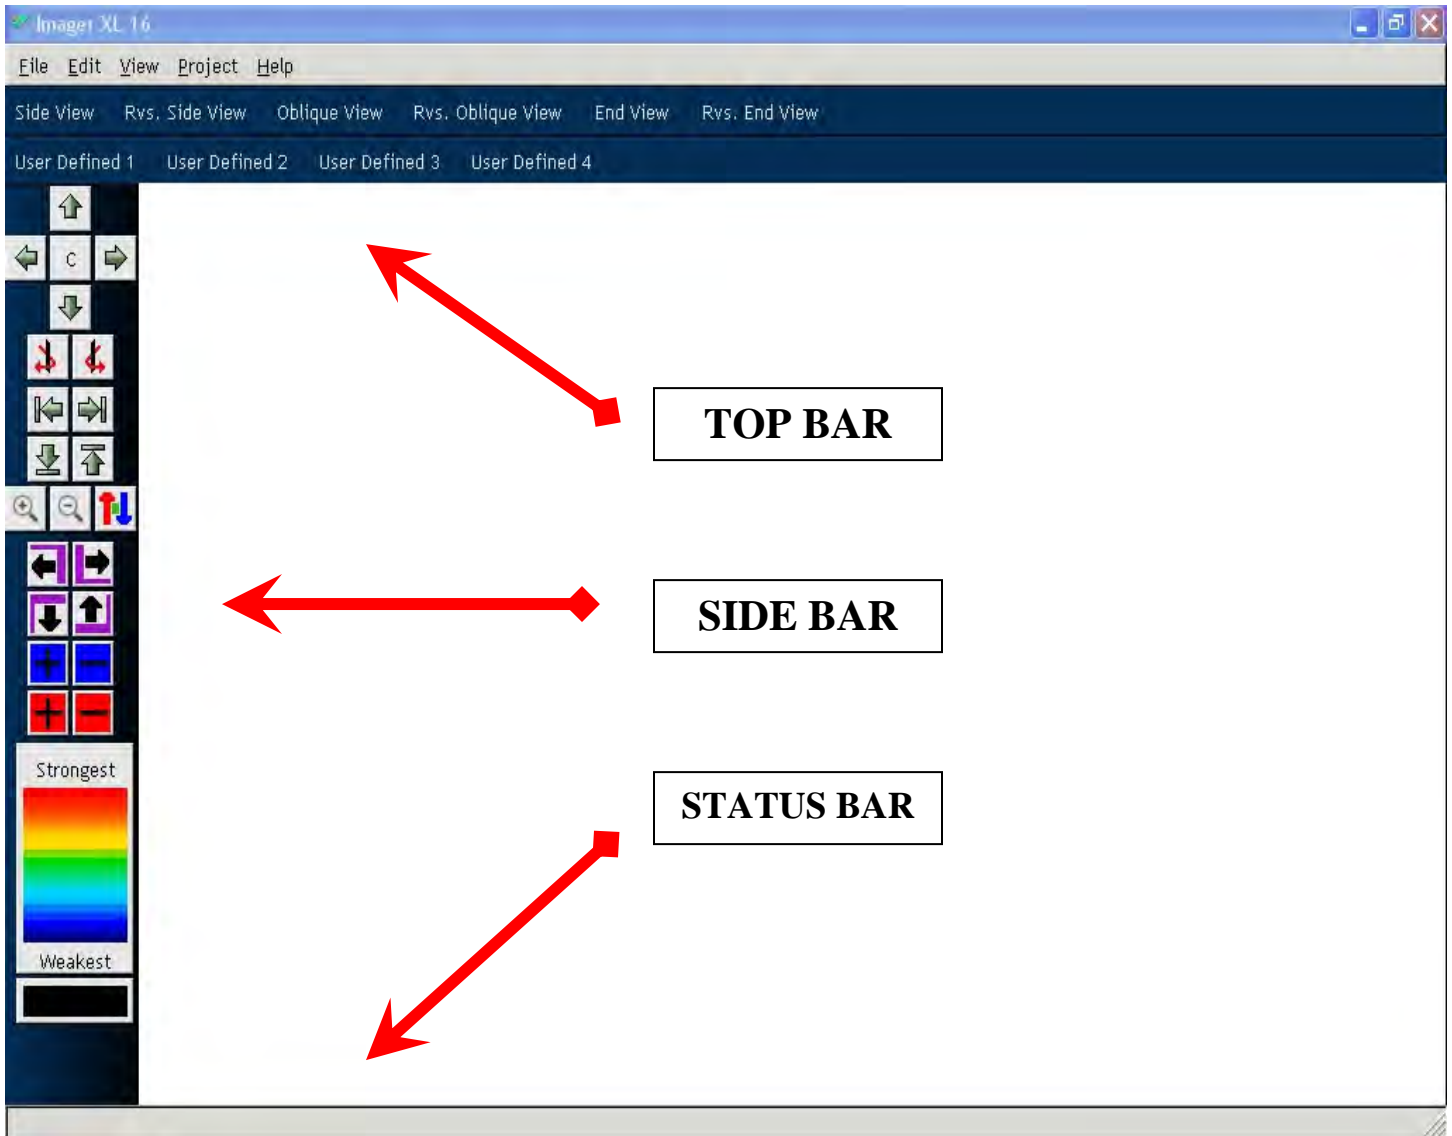 Imager XL 16
File Edit View Project Help
Side View Rvs. Side View Oblique View Rvs. Oblique View End View Rvs. End View
User Defined 1 User Defined 2 User Defined 3 User Defined 4
C
TOP BAR
SIDE BAR
Strongest
STATUS BAR
Weakest